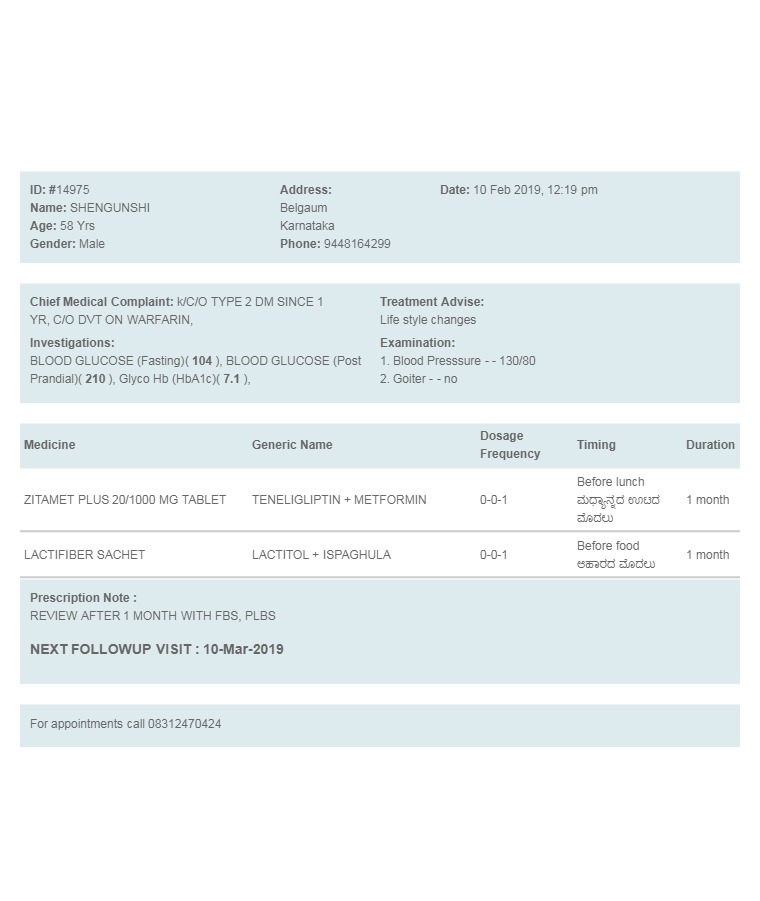 ID: #14975
Name: SHENGUNSHI
Age: 58 Yrs
Gender: Male
Address:
Belgaum
Karnataka
Phone: 9448164299
Date: 10 Feb 2019, 12:19 pm
Chief Medical Complaint: k/C/O TYPE 2 DM SINCE 1
YR, C/O DVT ON WARFARIN,
Investigations:
BLOOD GLUCOSE (Fasting)( 104 ), BLOOD GLUCOSE (Post
Prandial)( 210 ), Glyco Hb (HbA1c)( 7.1 ),
Treatment Advise:
Life style changes
Examination:
1. Blood Presssure - - 130/80
2. Goiter - - no
Medicine Generic Name Dosage Frequency Timing Duration
ZITAMET PLUS 20/1000 MG TABLET TENELIGLIPTIN + METFORMIN 0-0-1 Before lunch 1 month
ಮಧ್ಯಾನ್ನದ ಊಟದ
ಮೊದಲು
LACTIFIBER SACHET LACTITOL + ISPAGHULA 0-0-1 Before food 1 month
ಆಹಾರದ ಮೊದಲು
Prescription Note :
REVIEW AFTER 1 MONTH WITH FBS, PLBS
NEXT FOLLOWUP VISIT : 10-Mar-2019
For appointments call 08312470424